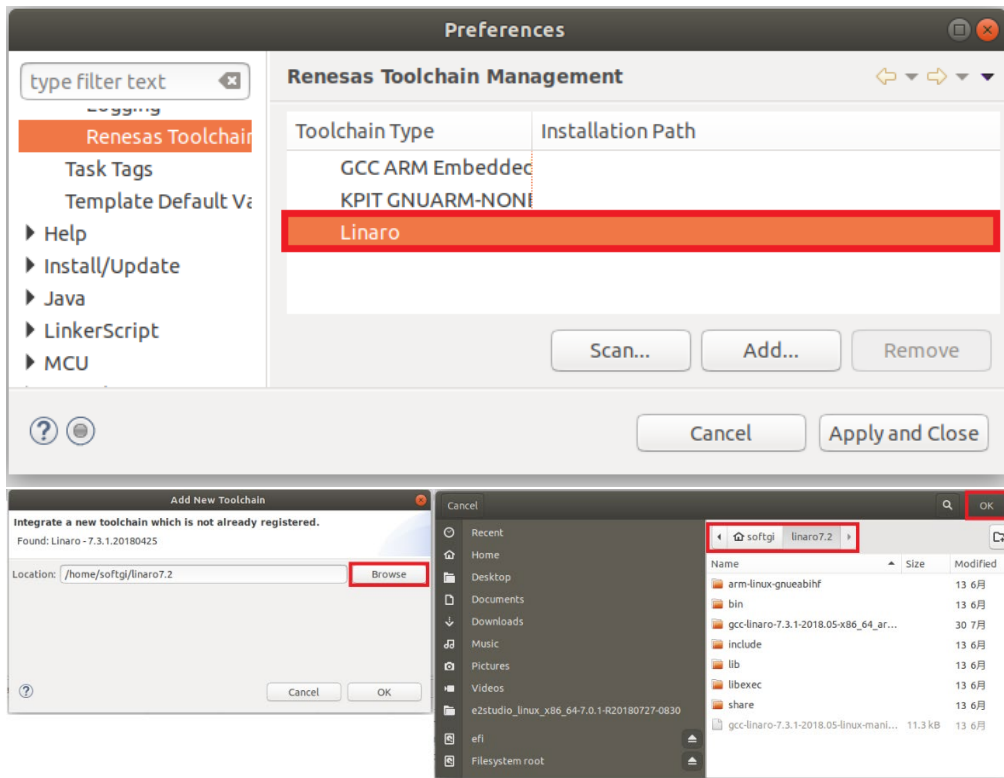 Preferences
type filter text
Renesas Toolchain Management
Logging
Renesas Toolchain
Task Tags
Template Default Va
Help
Install/Update
Java
LinkerScript
MCU
Toolchain Type Installation Path
GCC ARM Embedded
KPIT GNUARM-NONE
Linaro
Scan... Add... Remove
Cancel Apply and Close
Add New Toolchain
Integrate a new toolchain which is not already registered.
Found: Linaro - 7.3.1.20180425
Location: /home/softgi/linaro7.2 Browse
Cancel OK
Cancel OK
Recent
Home
Desktop
Documents
Downloads
Music
Pictures
Videos
e2studio_linux_x86_64-7.0.1-R20180727-0830
efi
Filesystem root
softgi linaro7.2
Name Size Modified
arm-linux-gnueabihf 13 6月
bin 13 6月
gcc-linaro-7.3.1-2018.05-x86_64_ar... 30 7月
include 13 6月
lib 13 6月
libexec 13 6月
share 13 6月
gcc-linaro-7.3.1-2018.05-linux-mani... 11.3 kB 13 6月